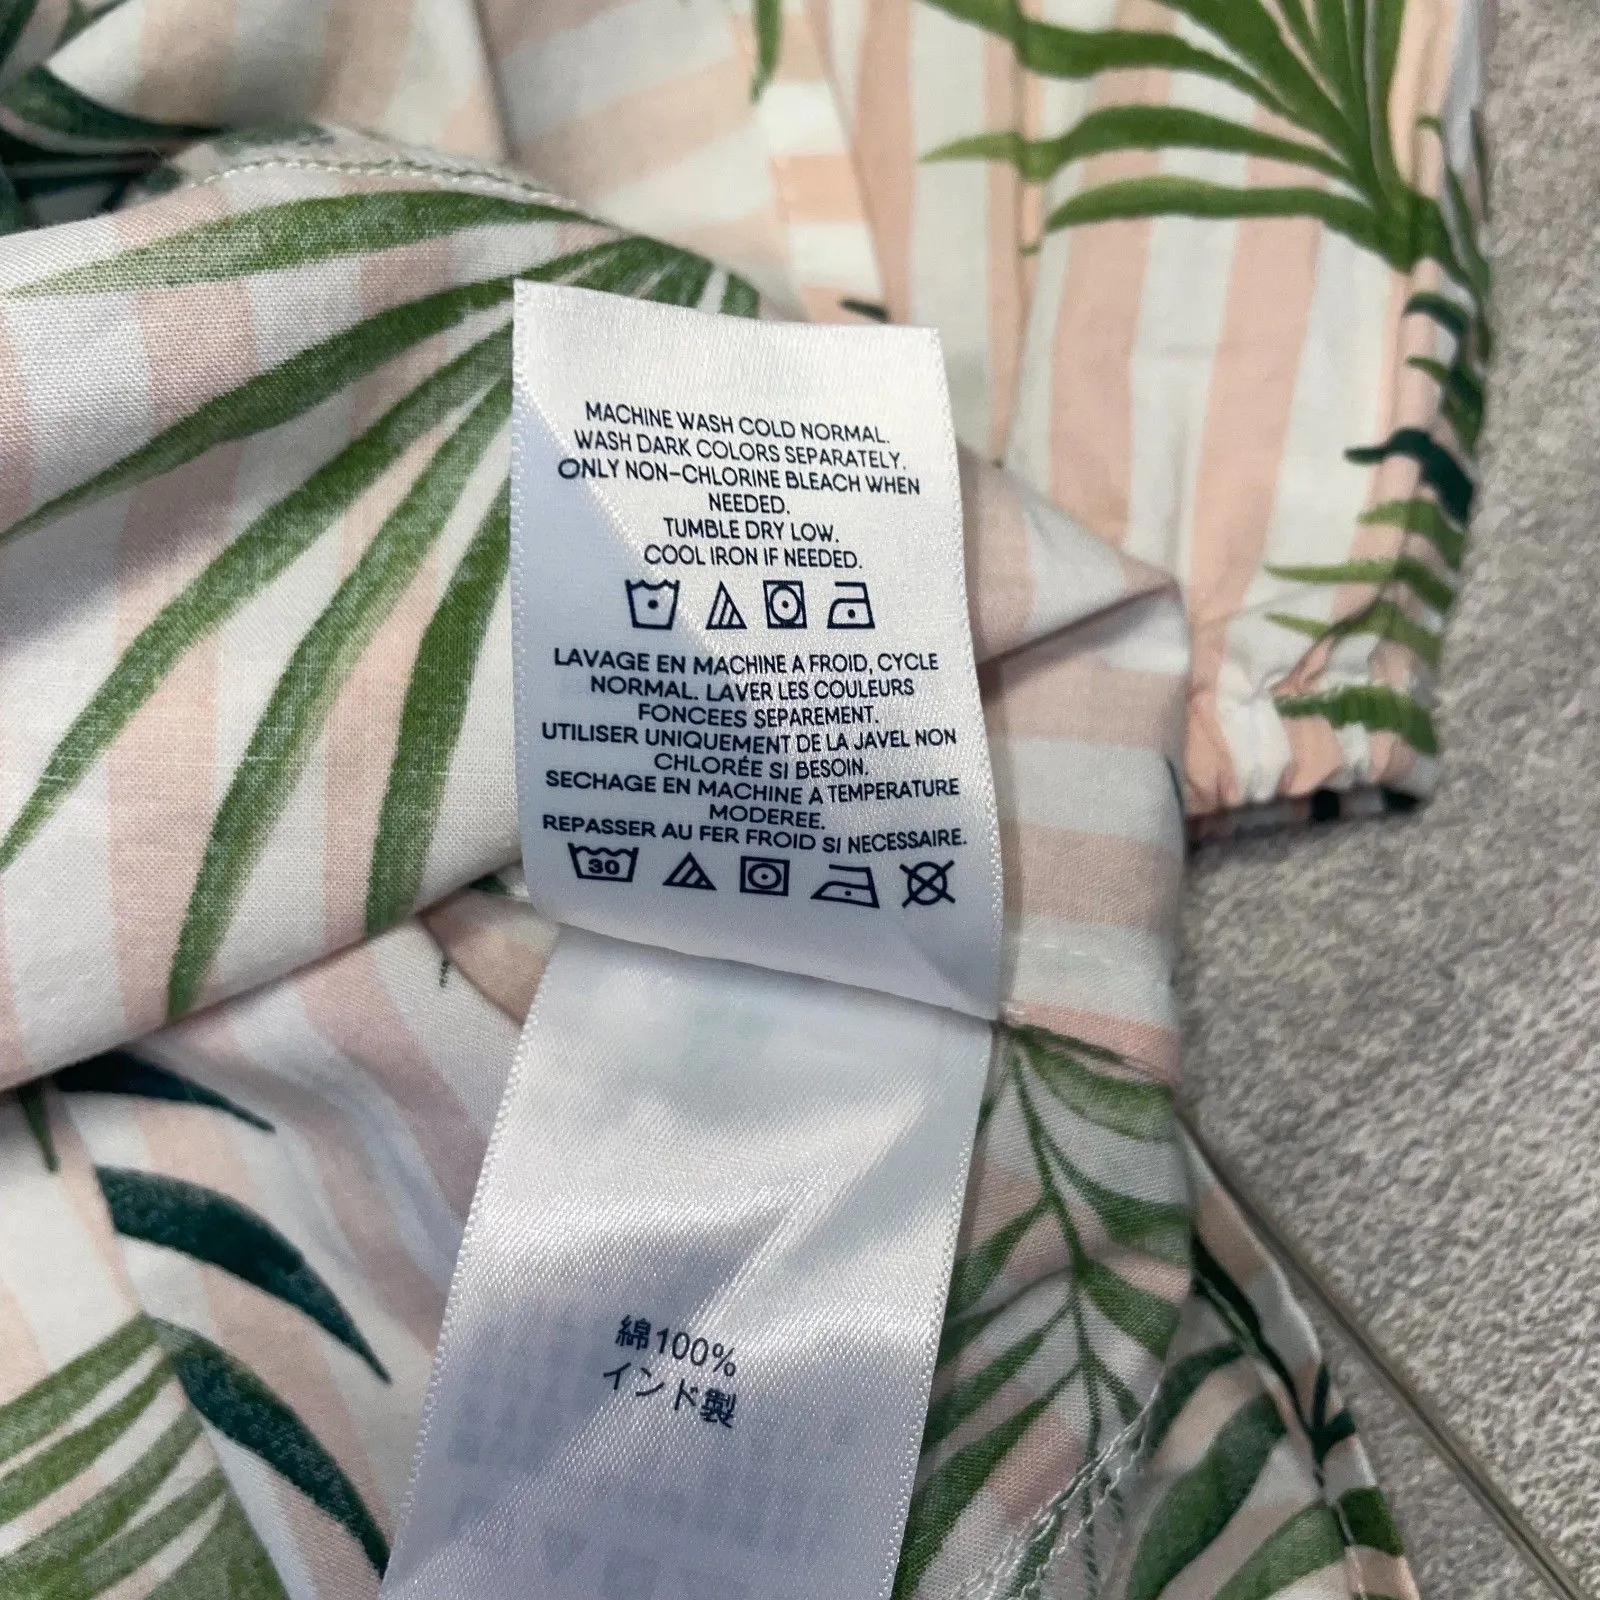 MACHINE WASH COLD NORMAL.
WASH DARK COLORS SEPARATELY.
ONLY NON-CHLORINE BLEACH WHEN
NEEDED.
TUMBLE DRY LOW.
COOL IRON IF NEEDED.
LAVAGE EN MACHINE A FROID, CYCLE
NORMAL. LAVER LES COULEURS
FONCEES SEPAREMENT.
UTILISER UNIQUEMENT DE LA JAVEL NON
CHLORÉE SI BESOIN.
SECHAGE EN MACHINE A TEMPERATURE
MODEREE.
REPASSER AU FER FROID SI NECESSAIRE.
30
綿100%
インド製